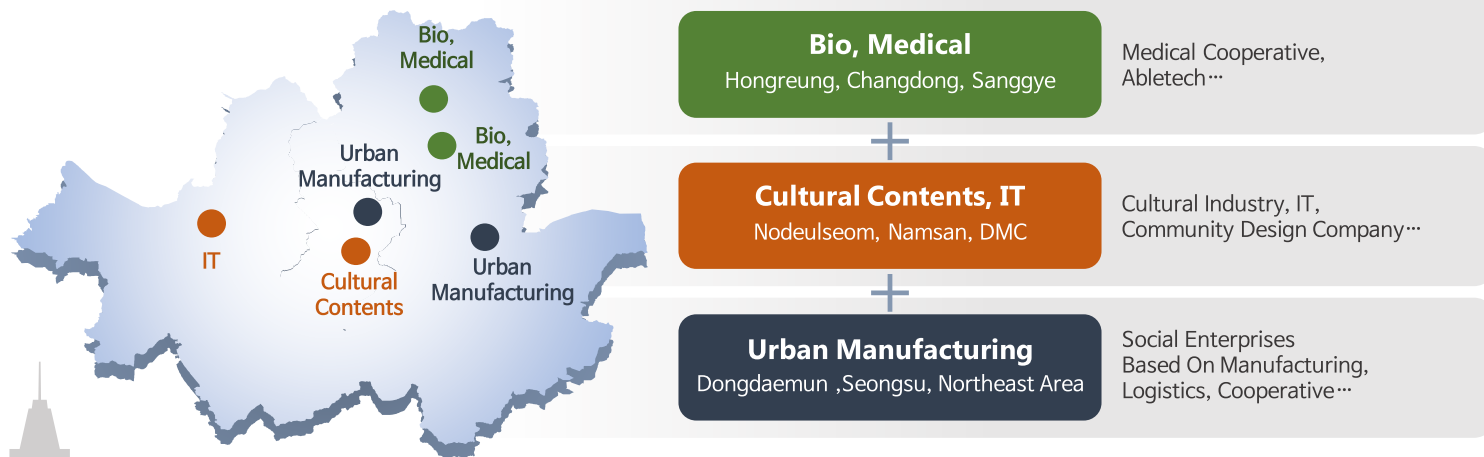 Bio,
Medical
Bio,
Medical
Urban
Manufacturing
IT
Cultural
Contents
Urban
Manufacturing
Bio, Medical
Hongreung, Changdong, Sanggye
Medical Cooperative,
Abletech···
Cultural Contents, IT
Nodeulseom, Namsan, DMC
Cultural Industry, IT,
Community Design Company···
Urban Manufacturing
Dongdaemun ,Seongsu, Northeast Area
Social Enterprises
Based On Manufacturing,
Logistics, Cooperative···